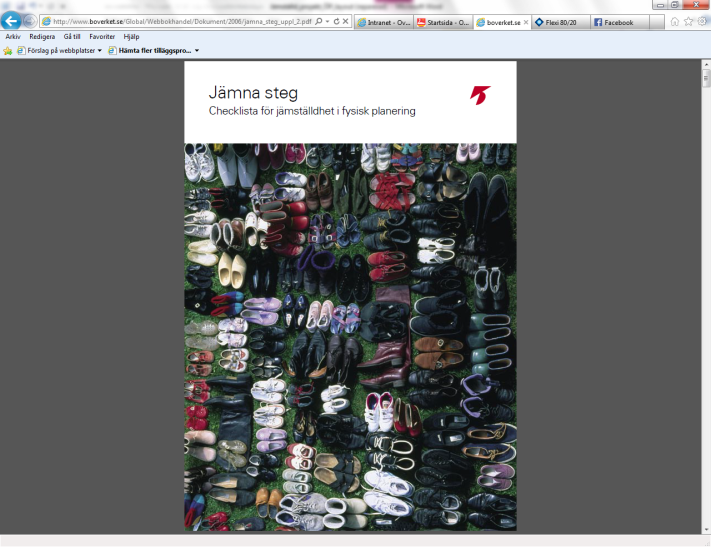 http://www.boverket.se/Global/Webbokhandel/Dokument/2006/jamna_steg_uppl_2.pdf
Intranet - Ov...
Startsida - O...
boverket.se
Flexi 80/20
Facebook
Arkiv Redigera Gå till Favoriter Hjälp
Förslag på webbplatser
Hämta fler tilläggspro...
Jämna steg
Checklista för jämställdhet i fysisk planering